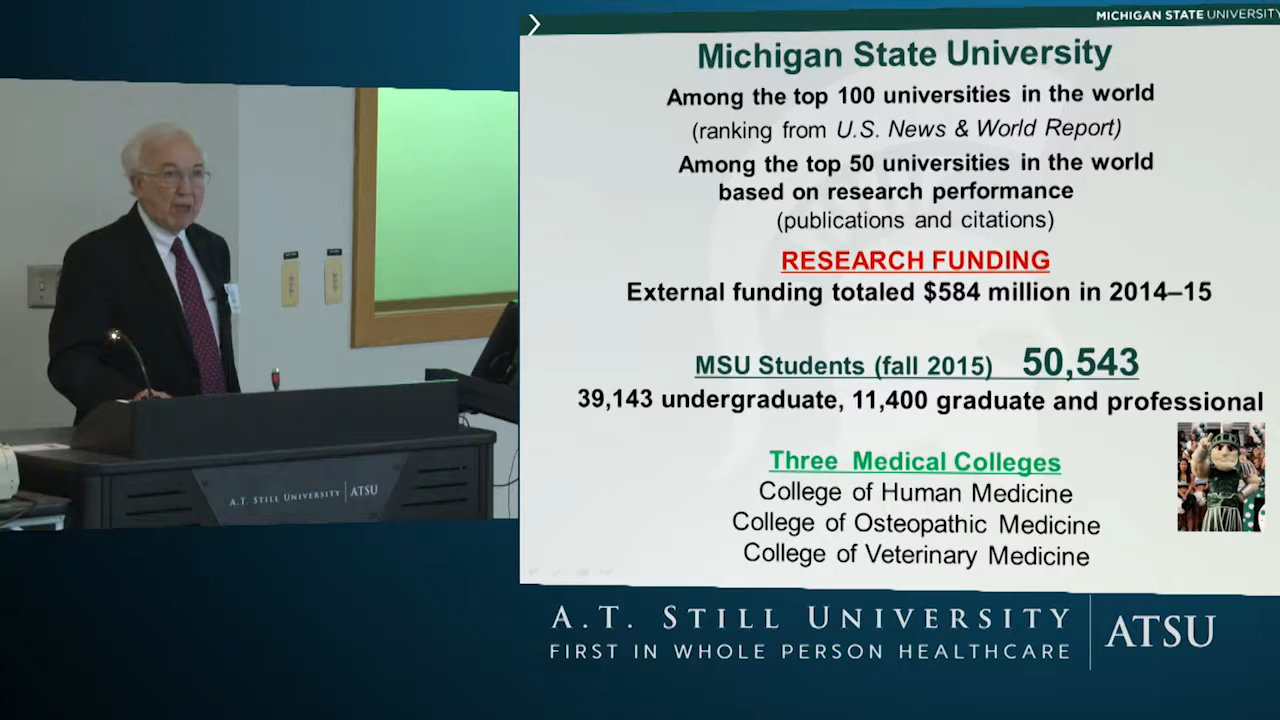 MICHIGAN STATE UNIVERSITY
Michigan State University
Among the top 100 universities in the world
(ranking from U.S. News & World Report)
Among the top 50 universities in the world
based on research performance
(publications and citations)
RESEARCH FUNDING
External funding totaled $584 million in 2014–15
MSU Students (fall 2015) 50,543
39,143 undergraduate, 11,400 graduate and professional
Three Medical Colleges
College of Human Medicine
College of Osteopathic Medicine
College of Veterinary Medicine
A.T. STILL UNIVERSITY ATSU
A.T. STILL UNIVERSITY
FIRST IN WHOLE PERSON HEALTHCARE
ATSU